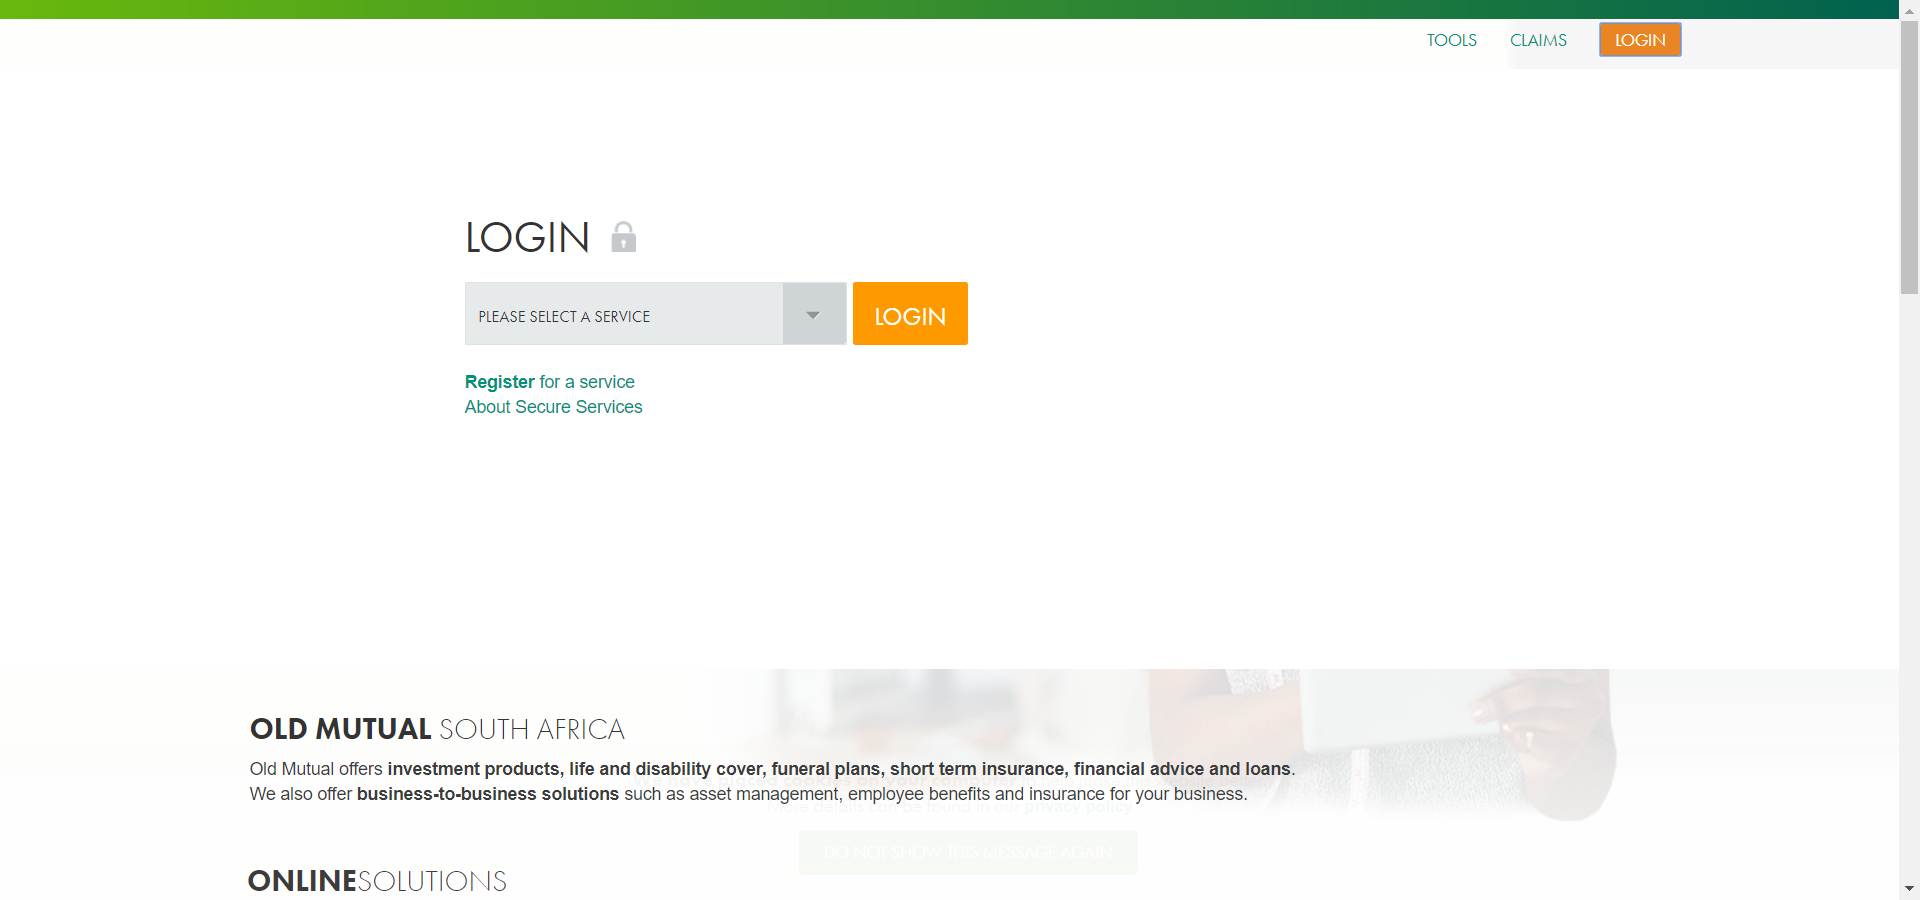 TOOLS CLAIMS LOGIN
LOGIN
PLEASE SELECT A SERVICE LOGIN
Register for a service
About Secure Services
OLD MUTUAL SOUTH AFRICA
Old Mutual offers investment products, life and disability cover, funeral plans, short term insurance, financial advice and loans.
We also offer business-to-business solutions such as asset management, employee benefits and insurance for your business.
DO NOT SHOW THIS MESSAGE AGAIN
ONLINESOLUTIONS